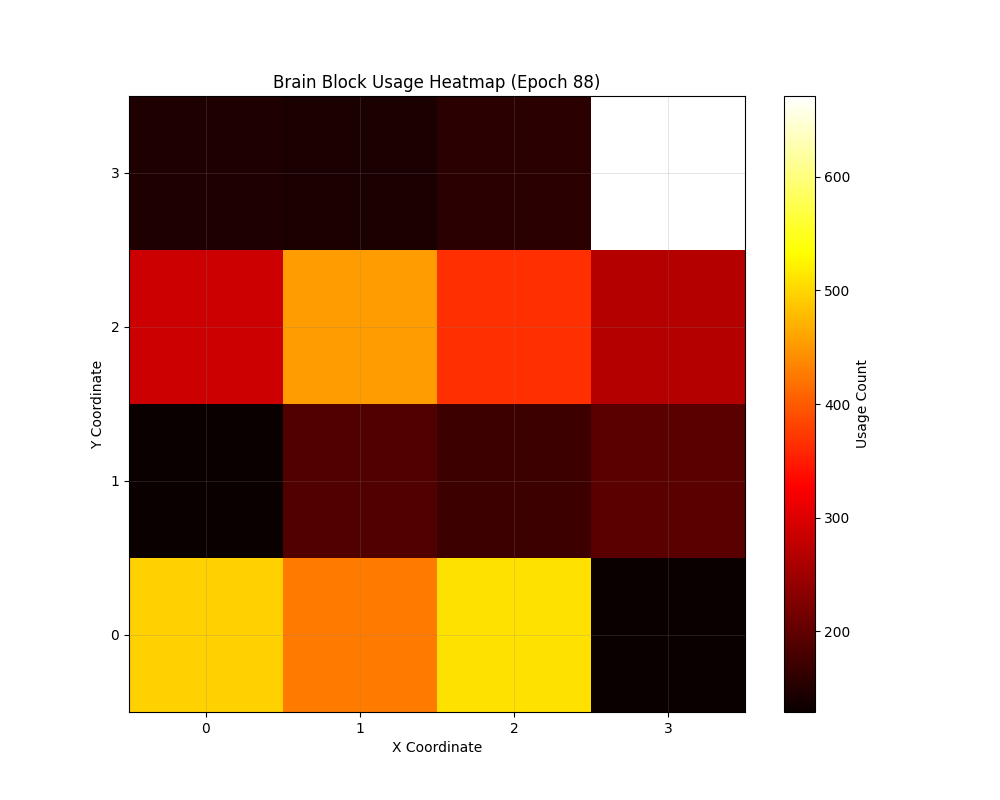 Brain Block Usage Heatmap (Epoch 88)
3
2
1
0
Y Coordinate
0 1 2 3
X Coordinate
600
500
400
300
200
Usage Count